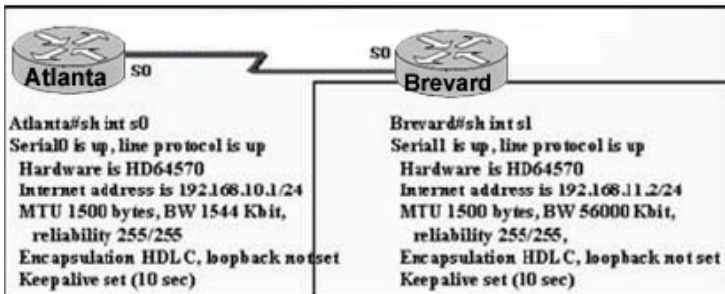 Atlanta
S0
S0
Brevard
Atlanta#sh int s0
Serial0 is up, line protocol is up
Hardware is HD64570
Internet address is 192.168.10.1/24
MTU 1500 bytes, BW 1544 Kbit,
reliability 255/255
Encapsulation HDLC, loopback not set
Keepalive set (10 sec)
Brevard#sh int s1
Serial1 is up, line protocol is up
Hardware is HD64570
Internet address is 192.168.11.2/24
MTU 1500 bytes, BW 56000 Kbit,
reliability 255/255,
Encapsulation HDLC, loopback not set
Keepalive set (10 sec)